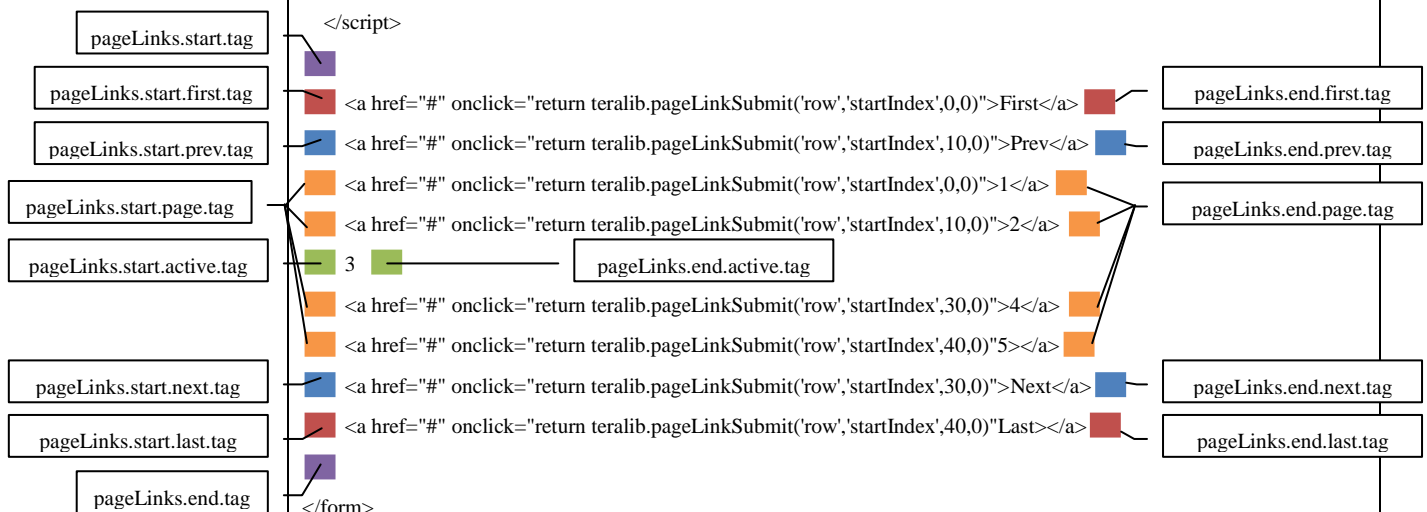 </script>
pageLinks.start.tag
pageLinks.start.first.tag
<a href="#" onclick="return teralib.pageLinkSubmit('row','startIndex',0,0)">First</a>
pageLinks.end.first.tag
pageLinks.start.prev.tag
<a href="#" onclick="return teralib.pageLinkSubmit('row','startIndex',10,0)">Prev</a>
pageLinks.end.prev.tag
<a href="#" onclick="return teralib.pageLinkSubmit('row','startIndex',0,0)">1</a>
pageLinks.start.page.tag
pageLinks.end.page.tag
<a href="#" onclick="return teralib.pageLinkSubmit('row','startIndex',10,0)">2</a>
pageLinks.start.active.tag
3
pageLinks.end.active.tag
<a href="#" onclick="return teralib.pageLinkSubmit('row','startIndex',30,0)">4</a>
<a href="#" onclick="return teralib.pageLinkSubmit('row','startIndex',40,0)"5></a>
pageLinks.start.next.tag
<a href="#" onclick="return teralib.pageLinkSubmit('row','startIndex',30,0)">Next</a>
pageLinks.end.next.tag
pageLinks.start.last.tag
<a href="#" onclick="return teralib.pageLinkSubmit('row','startIndex',40,0)"Last></a>
pageLinks.end.last.tag
pageLinks.end.tag
</form>